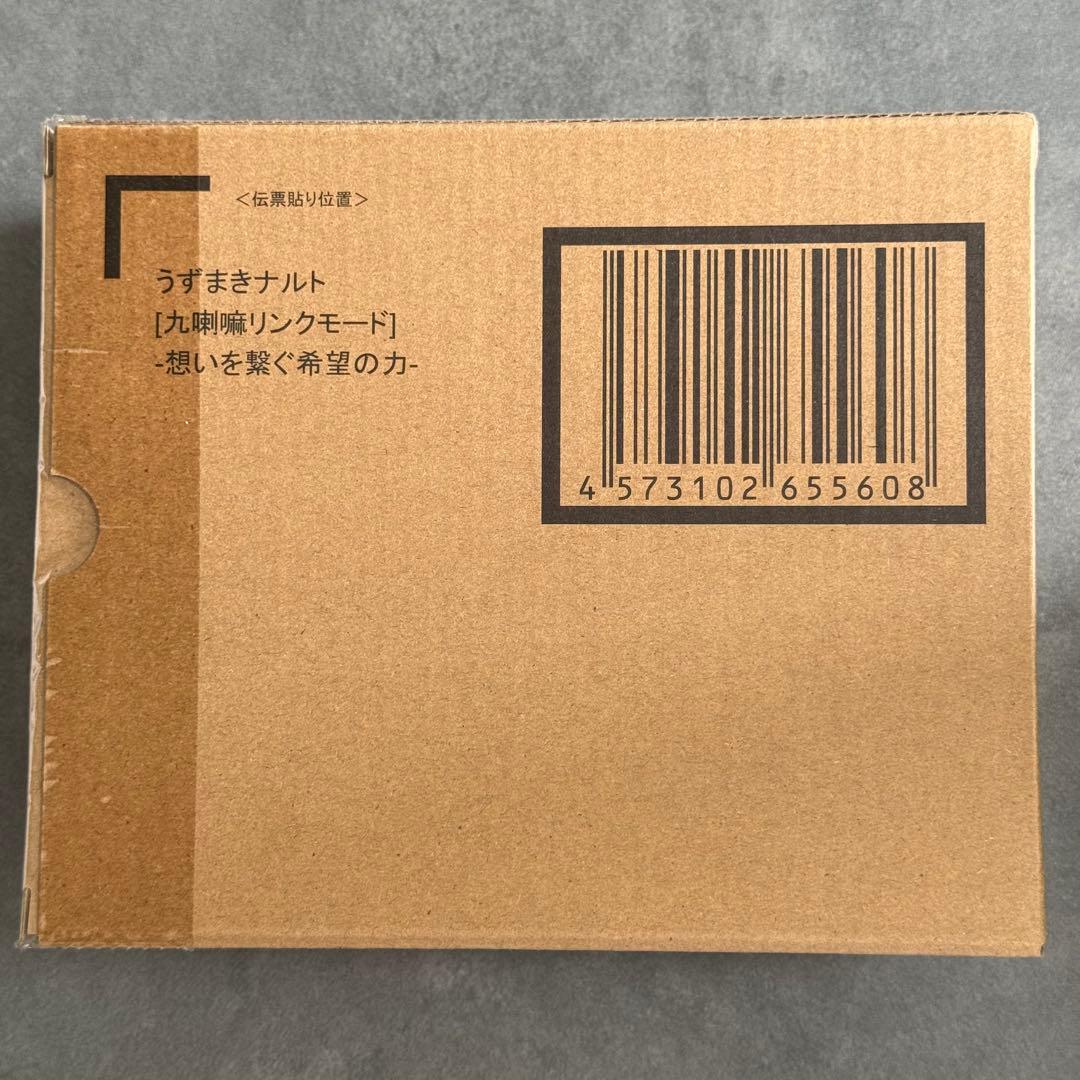 ＜伝票貼り位置＞
うずまきナルト
[九喇嘛リンクモード]
-想いを繋ぐ希望の力-
4 573102 655608